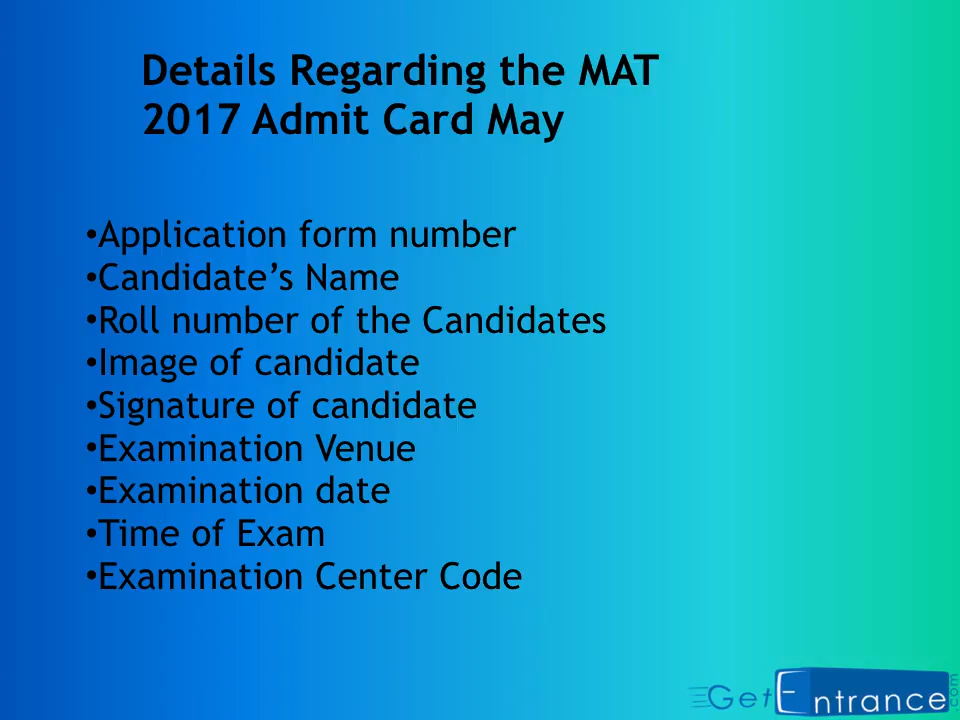 Details Regarding the MAT
2017 Admit Card May
•Application form number
•Candidate’s Name
•Roll number of the Candidates
•Image of candidate
•Signature of candidate
•Examination Venue
•Examination date
•Time of Exam
•Examination Center Code
GetEntrance.com